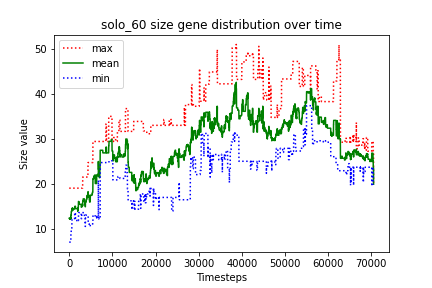 solo_60 size gene distribution over time
max
mean
min
Size value
50
40
30
20
10
0 10000 20000 30000 40000 50000 60000 70000
Timesteps